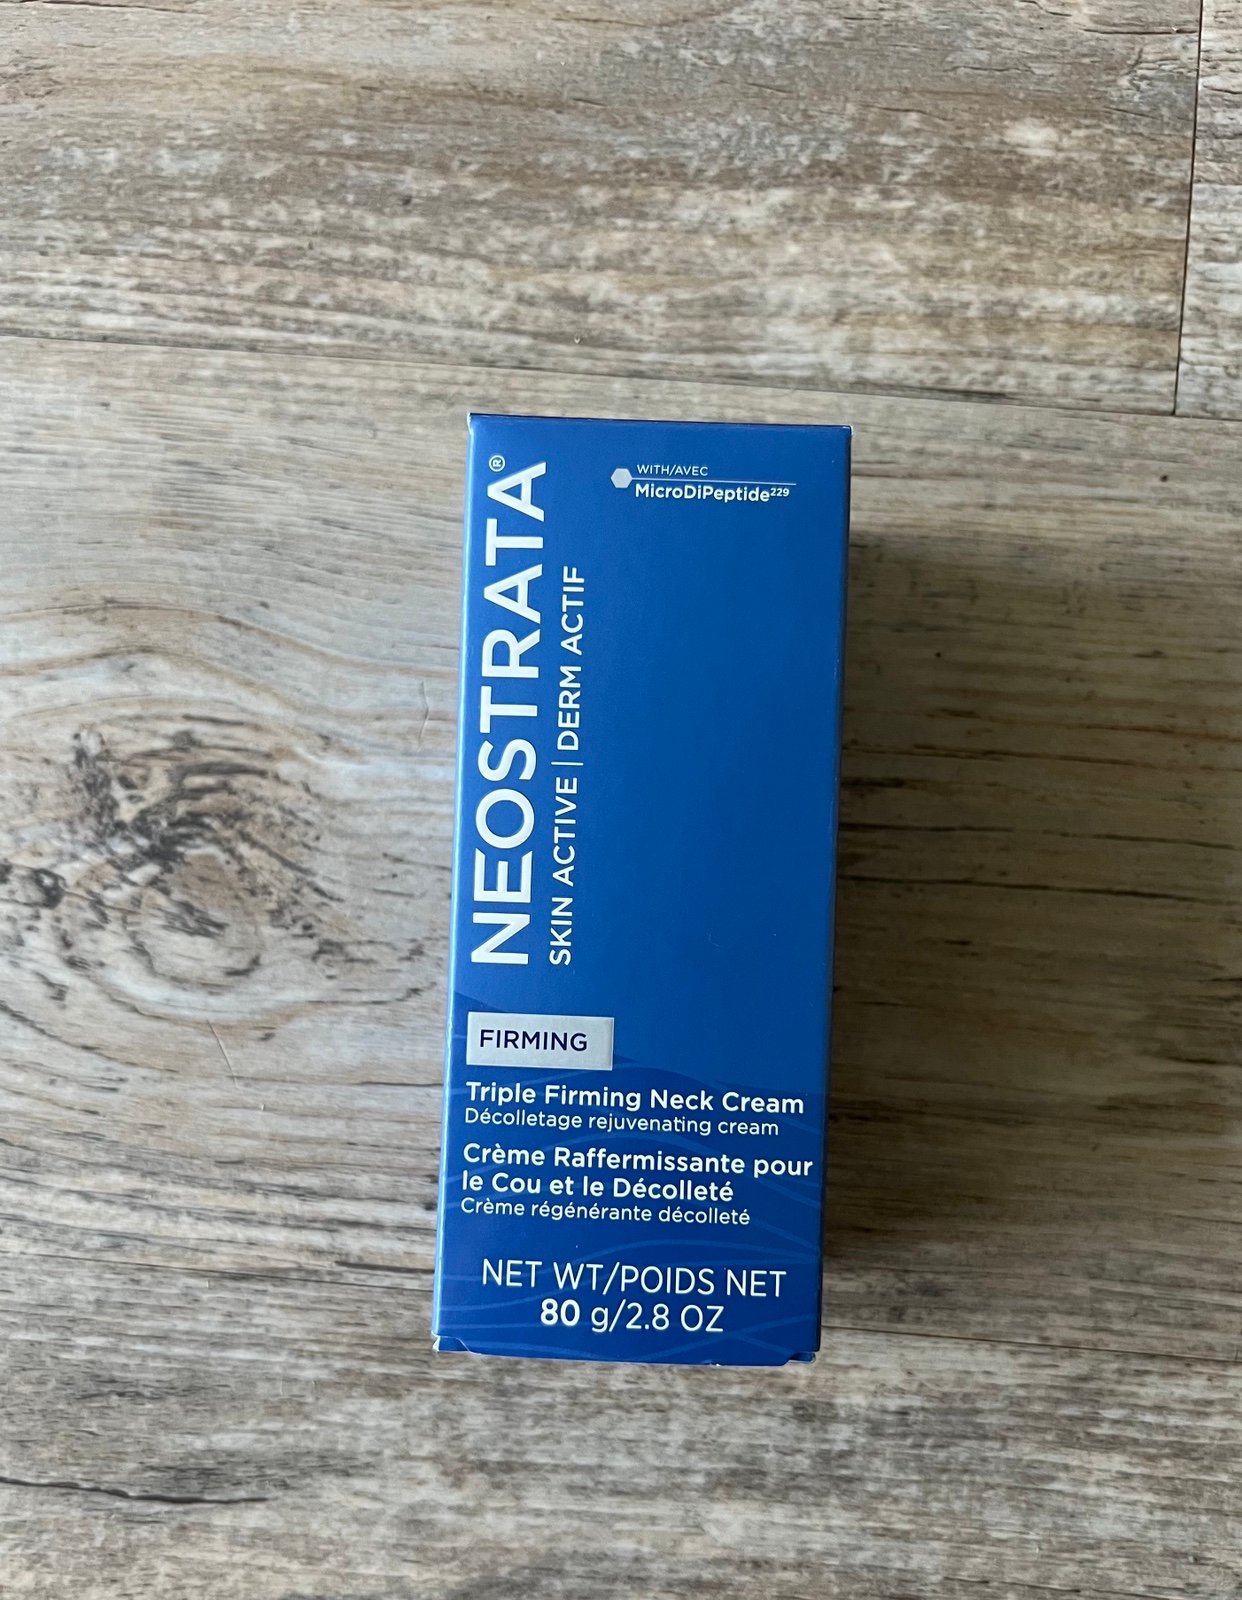 WITH/AVEC
MicroDiPeptide²²⁹
NEOSTRATA®
SKIN ACTIVE | DERM ACTIF
FIRMING
Triple Firming Neck Cream
Décolletage rejuvenating cream
Crème Raffermissante pour
le Cou et le Décolleté
Crème régénérante décolleté
NET WT/POIDS NET
80 g/2.8 OZ